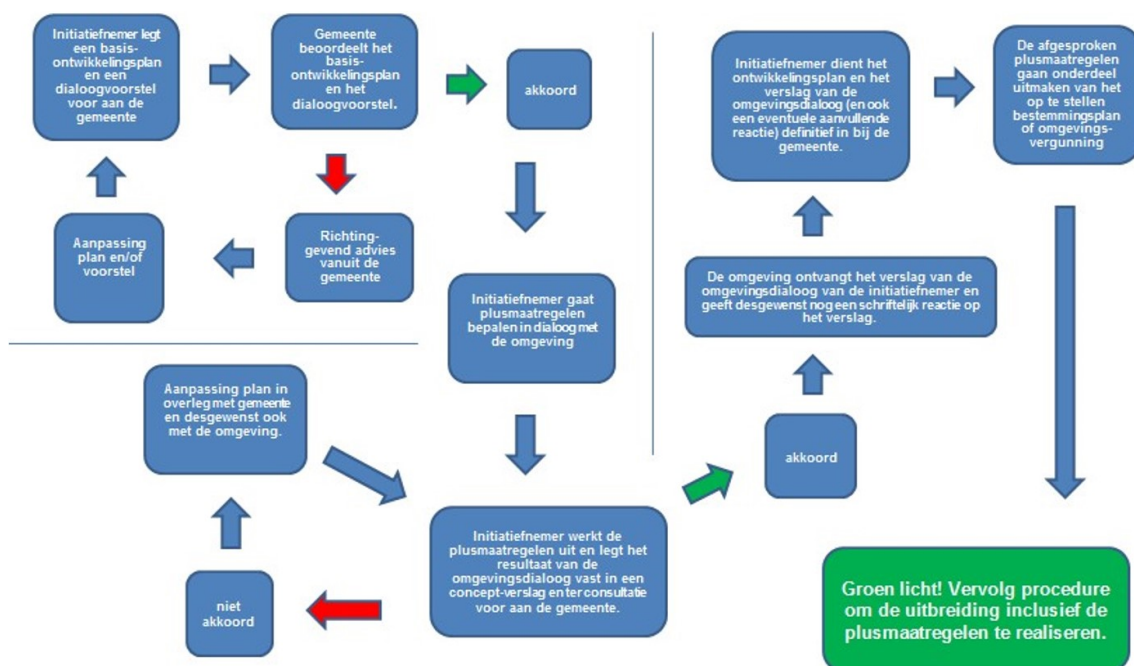 Initiatiefnemer legt
een basis-
ontwikkelingsplan
en een
dialoogvoorstel
voor aan de
gemeente
Gemeente
beoordeelt het
basis-
ontwikkelingsplan
en het
dialoogvoorstel.
akkoord
Richting-
gevend advies
vanuit de
gemeente
Aanpassing
plan en/of
voorstel
Initiatiefnemer gaat
plusmaatregelen
bepalen in dialoog met
de omgeving
Initiatiefnemer werkt de
plusmaatregelen uit en legt het
resultaat van de
omgevingsdialoog vast in een
concept-verslag en ter consultatie
voor aan de gemeente.
niet
akkoord
Aanpassing plan in
overleg met gemeente
en desgewenst ook
met de omgeving.
akkoord
De omgeving ontvangt het verslag van de
omgevingsdialoog van de initiatiefnemer en
geeft desgewenst nog een schriftelijk reactie op
het verslag.
Initiatiefnemer dient het
ontwikkelingsplan en het
verslag van de
omgevingsdialoog (en ook
een eventuele aanvullende
reactie) definitief in bij de
gemeente.
De afgesproken
plusmaatregelen
gaan onderdeel
uitmaken van het
op te stellen
bestemmingsplan
of omgevings-
vergunning
Groen licht! Vervolg procedure
om de uitbreiding inclusief de
plusmaatregelen te realiseren.